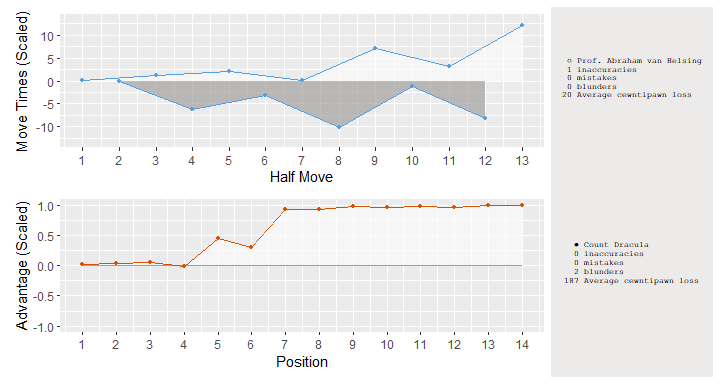 Move Times (Scaled)
10
5
0
-5
-10
1 2 3 4 5 6 7 8 9 10 11 12 13
Half Move
○ Prof. Abraham van Helsing
1 inaccuracies
0 mistakes
0 blunders
20 Average cewntipawn loss
Advantage (Scaled)
1.0
0.5
0.0
-0.5
-1.0
1 2 3 4 5 6 7 8 9 10 11 12 13 14
Position
● Count Dracula
0 inaccuracies
0 mistakes
2 blunders
187 Average cewntipawn loss